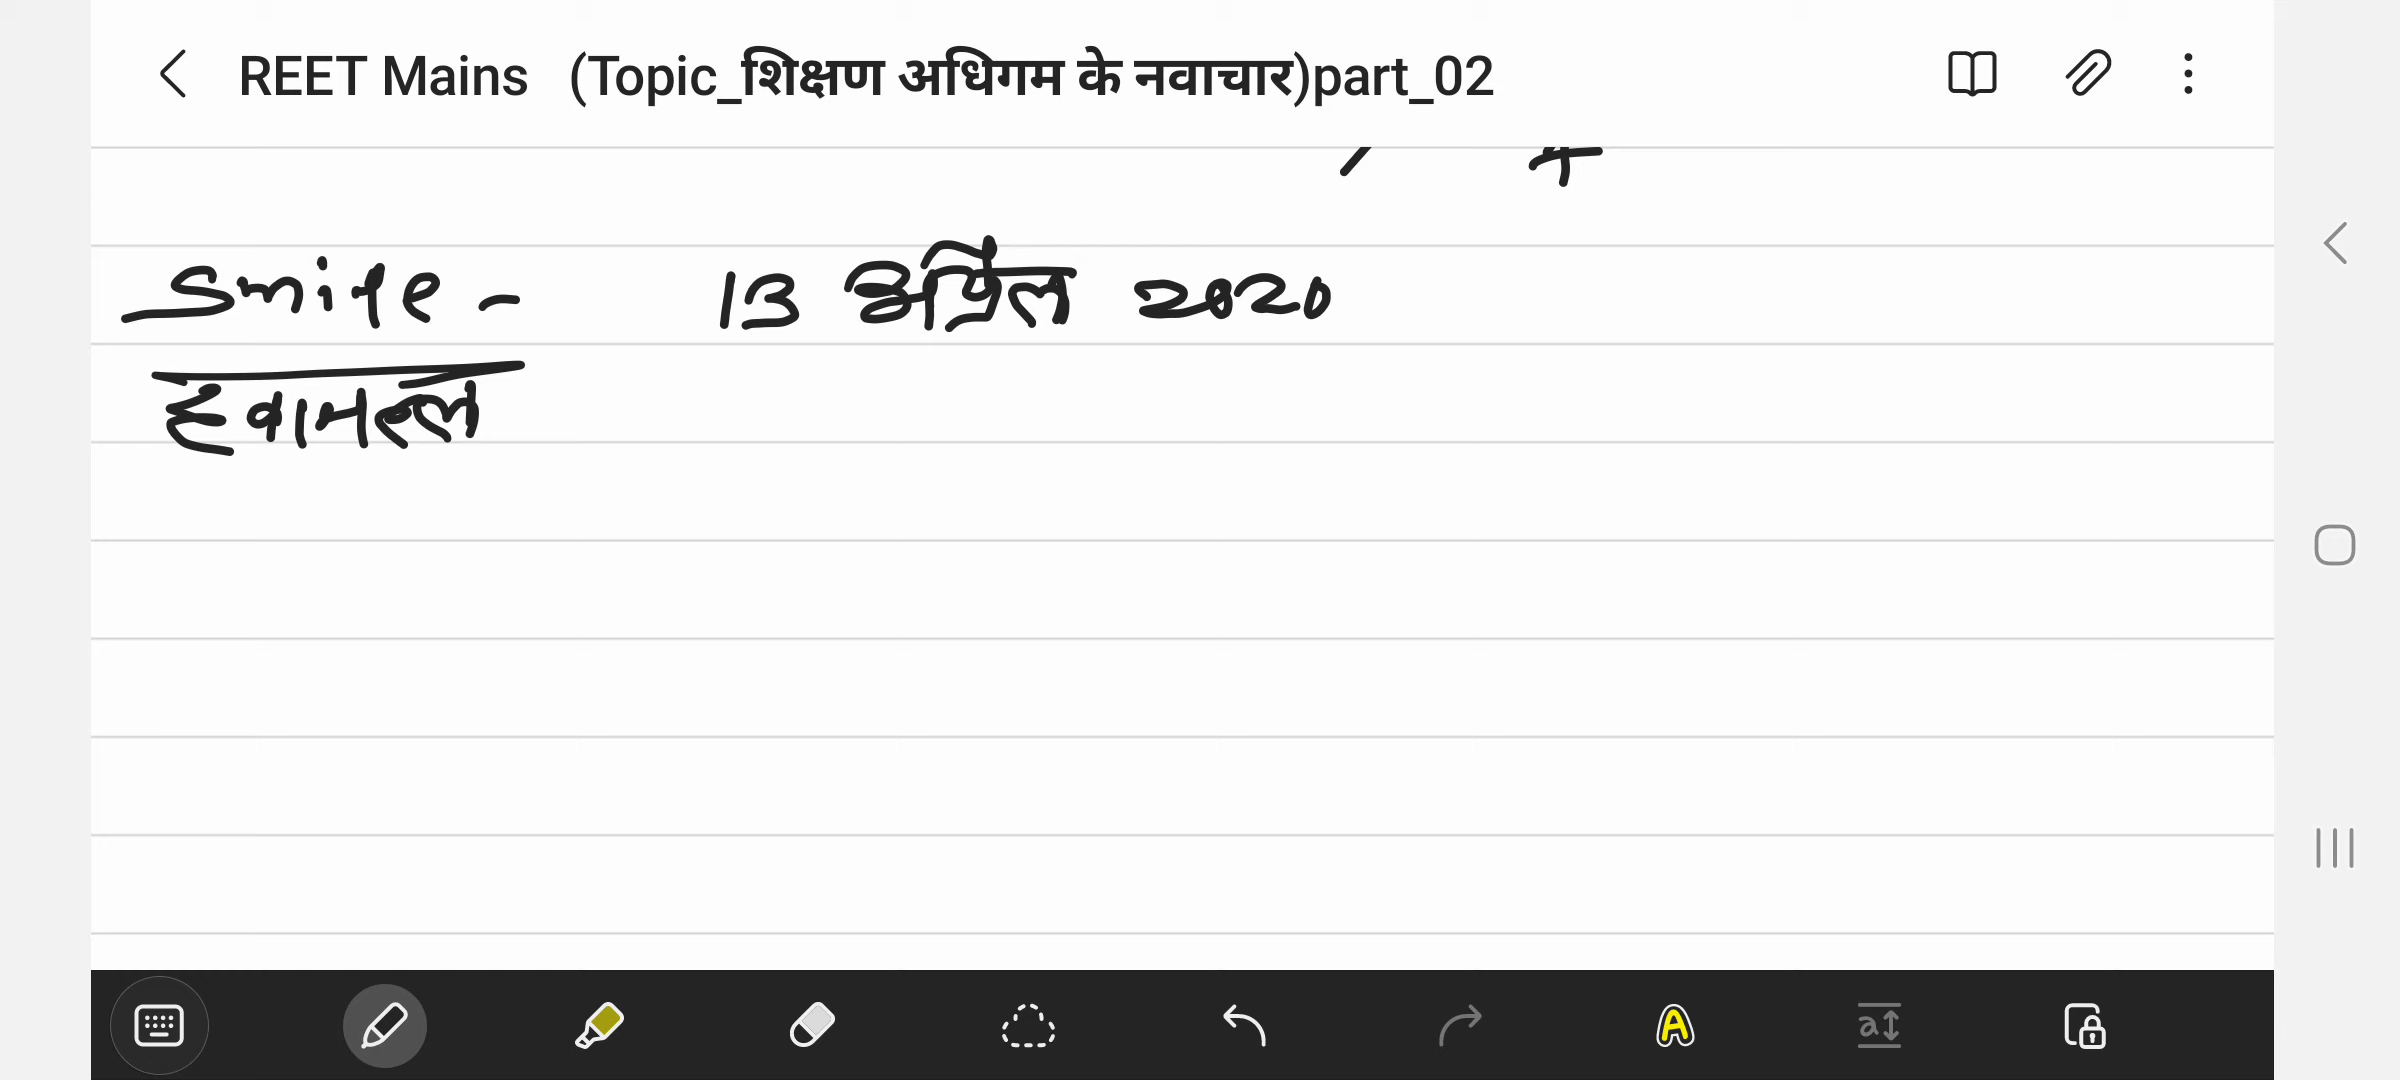 REET Mains (Topic_शिक्षण अधिगम के नवाचार)part_02
Smile - 13 अप्रैल 2020
हवामहल